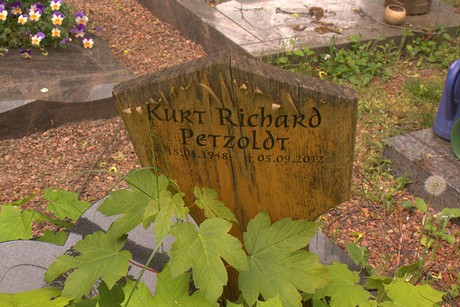 Kurt Richard
Petzoldt
15.04.1948 † 05.09.2012